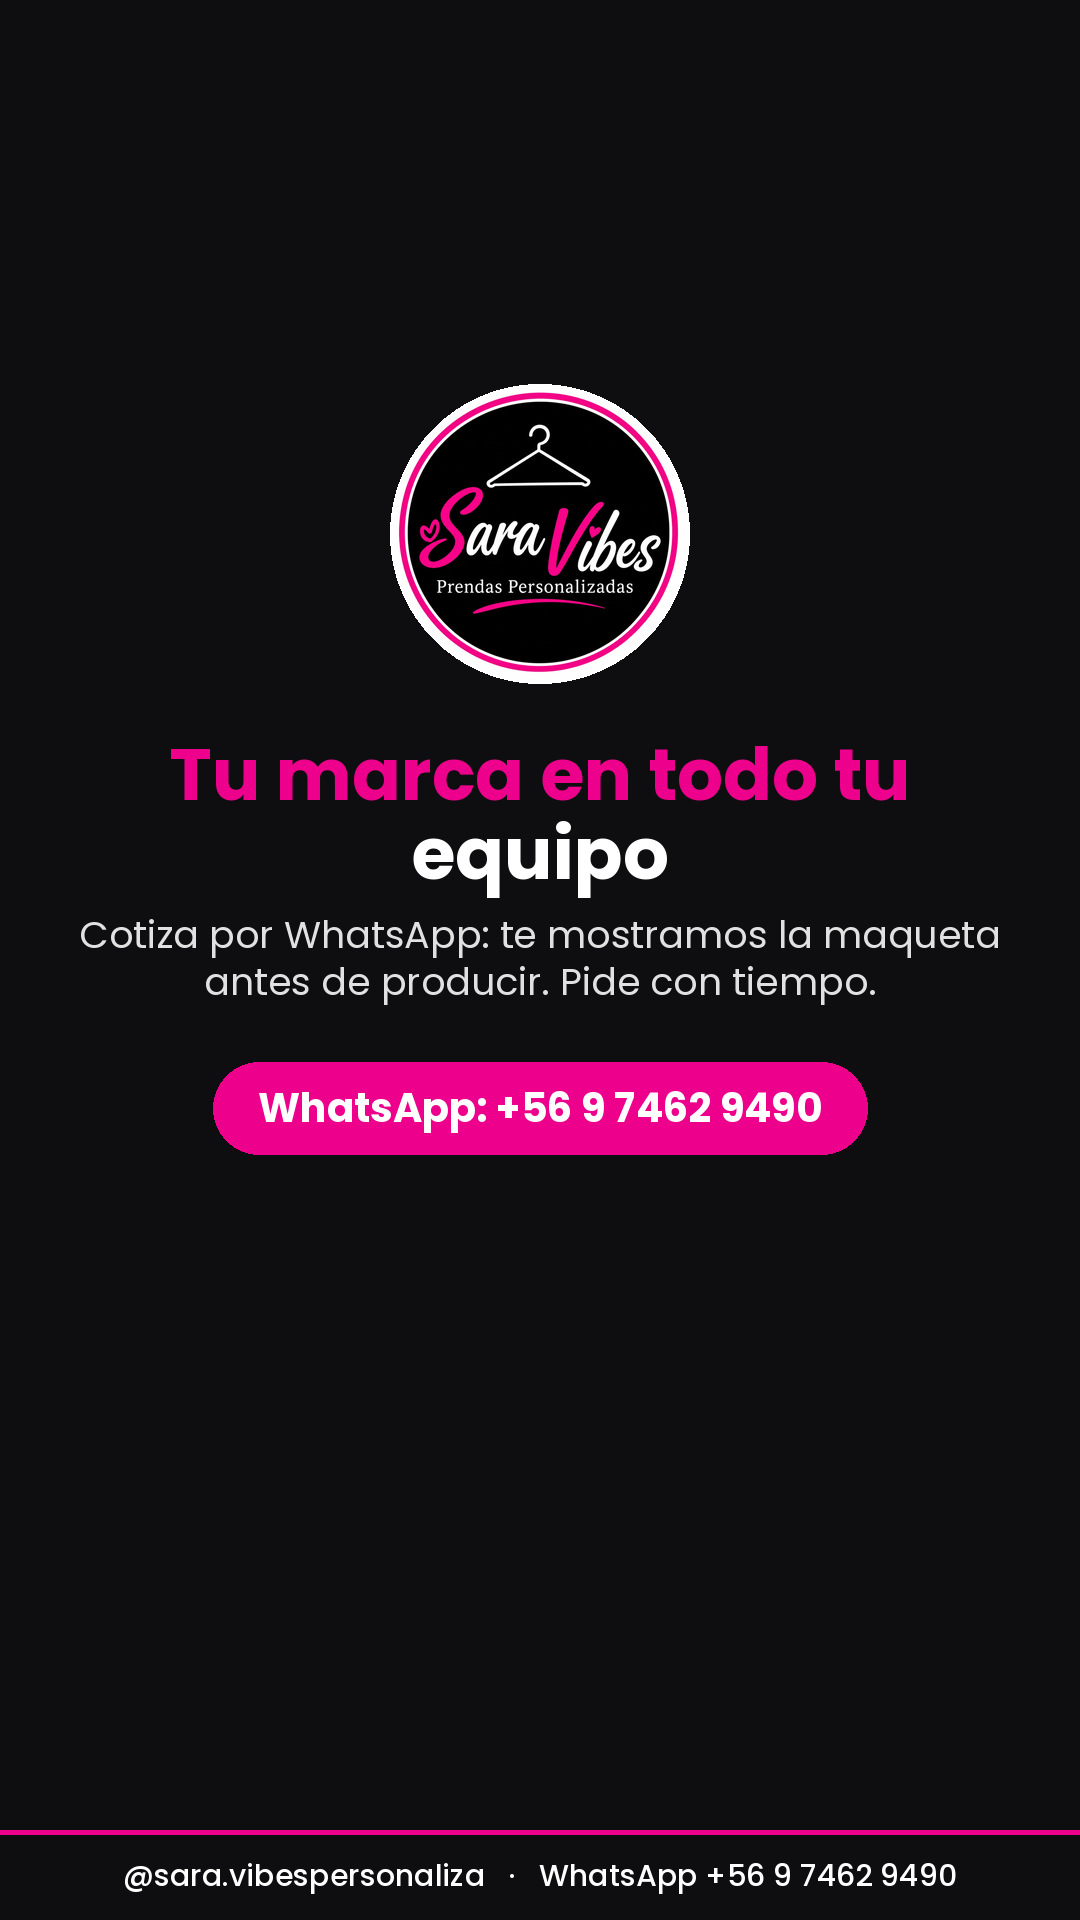 Sara Vibes
Prendas Personalizadas
Tu marca en todo tu
equipo
Cotiza por WhatsApp: te mostramos la maqueta
antes de producir. Pide con tiempo.
WhatsApp: +56 9 7462 9490
@sara.vibespersonaliza · WhatsApp +56 9 7462 9490